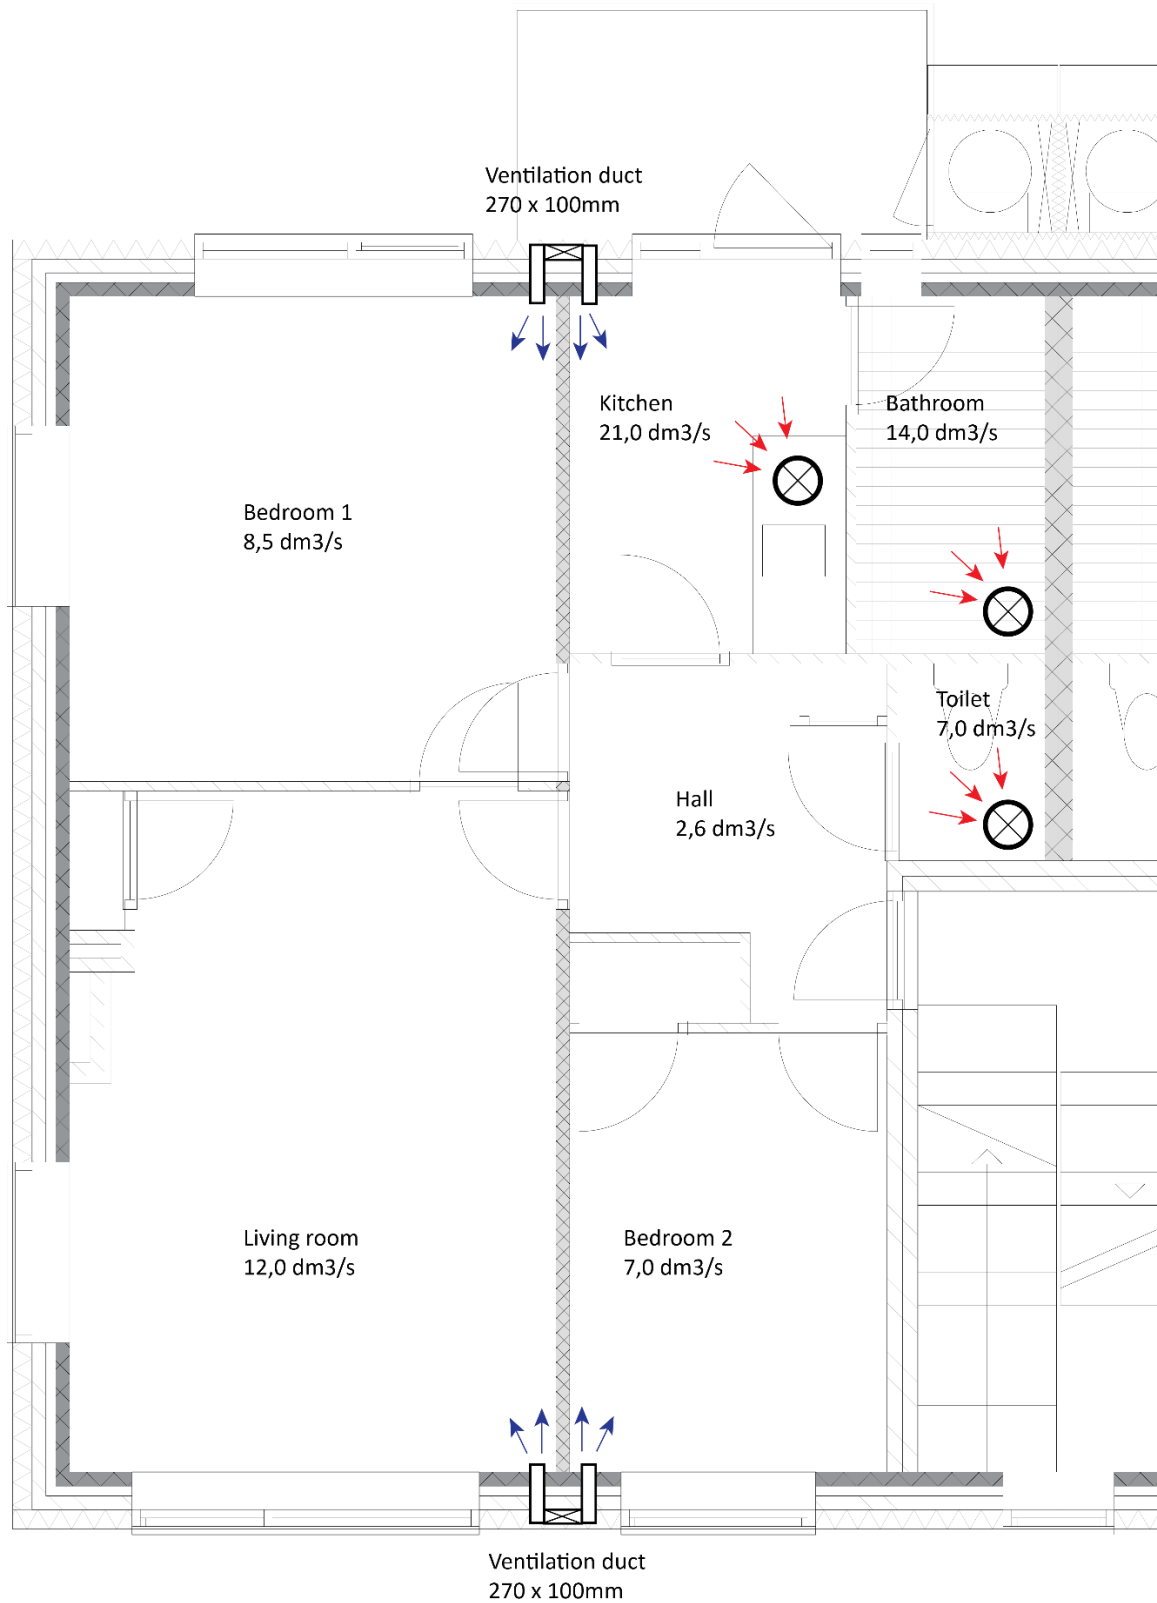 Ventilation duct
270 x 100mm
Kitchen
21,0 dm3/s
Bathroom
14,0 dm3/s
Bedroom 1
8,5 dm3/s
Toilet
7,0 dm3/s
Hall
2,6 dm3/s
Living room
12,0 dm3/s
Bedroom 2
7,0 dm3/s
Ventilation duct
270 x 100mm